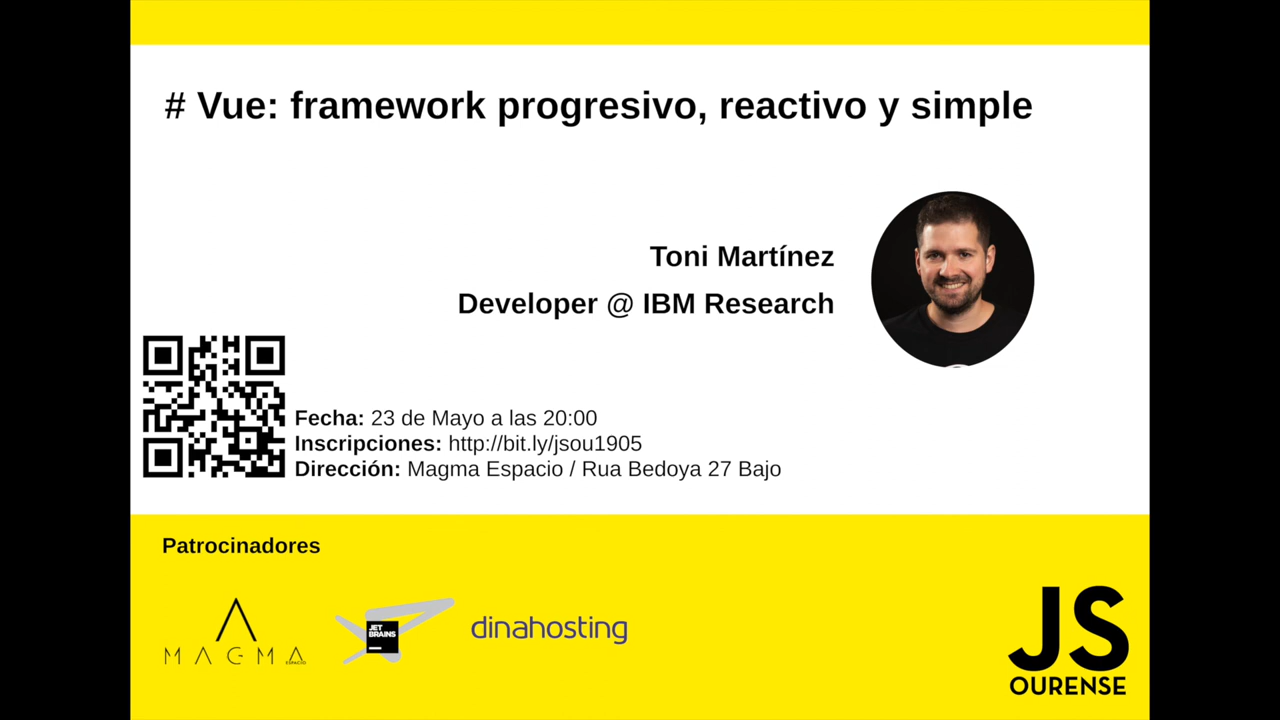 # Vue: framework progresivo, reactivo y simple
Toni Martínez
Developer @ IBM Research
Fecha: 23 de Mayo a las 20:00
Inscripciones: http://bit.ly/jsou1905
Dirección: Magma Espacio / Rua Bedoya 27 Bajo
Patrocinadores
MAGMA
ESPACIO
JET
BRAINS
dinahosting
JS
OURENSE